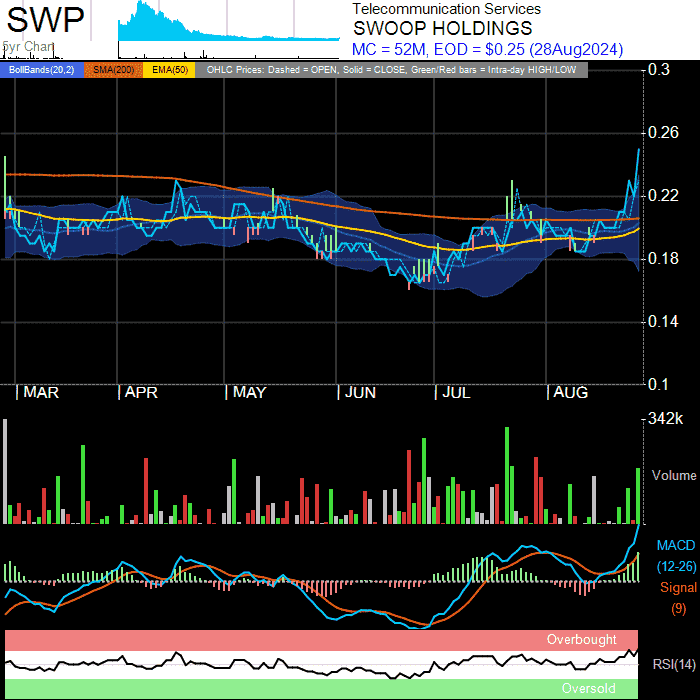 SWP
5yr Chart
Telecommunication Services
SWOOP HOLDINGS
MC = 52M, EOD = $0.25 (28Aug2024)
BollBands(20,2) SMA(200) EMA(50) OHLC Prices: Dashed = OPEN, Solid = CLOSE, Green/Red bars = Intra-day HIGH/LOW
0.3
0.26
0.22
0.18
0.14
0.1
MAR APR MAY JUN JUL AUG
342k
Volume
MACD
(12-26)
Signal
(9)
Overbought
RSI(14)
Oversold